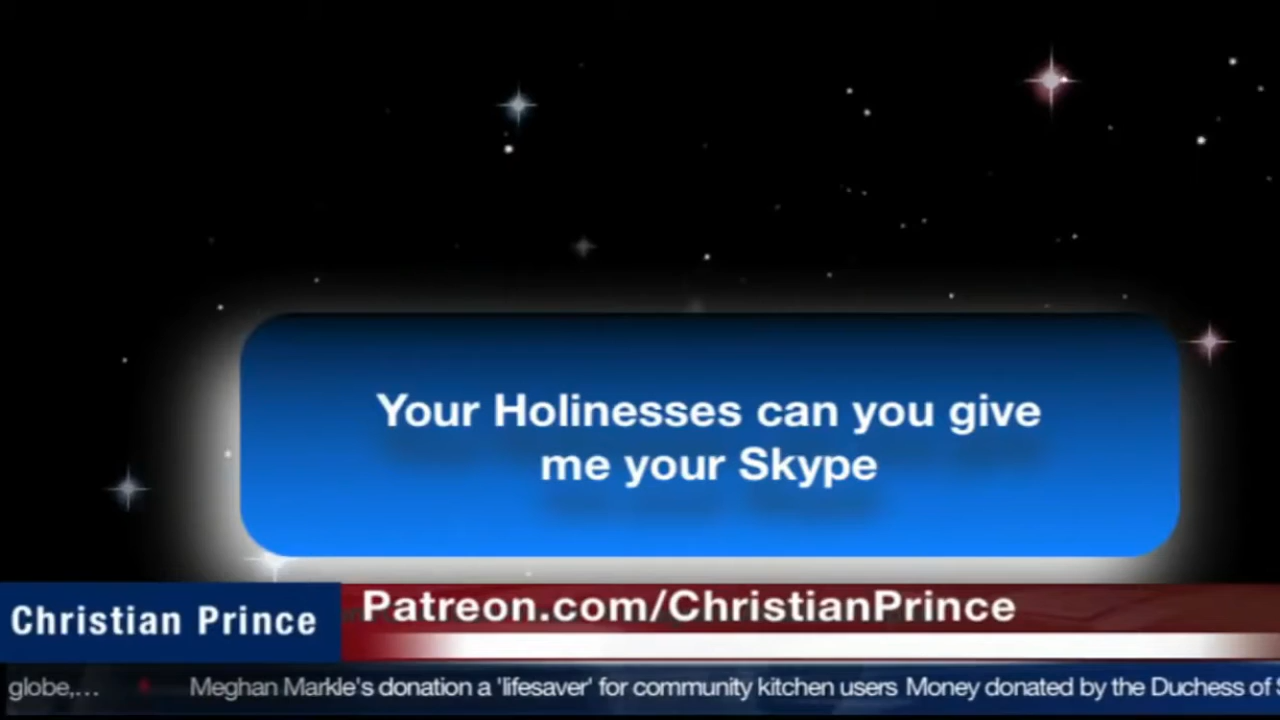 Your Holinesses can you give
me your Skype
Christian Prince
Patreon.com/ChristianPrince
globe,... Meghan Markle's donation a 'lifesaver' for community kitchen users Money donated by the Duchess of